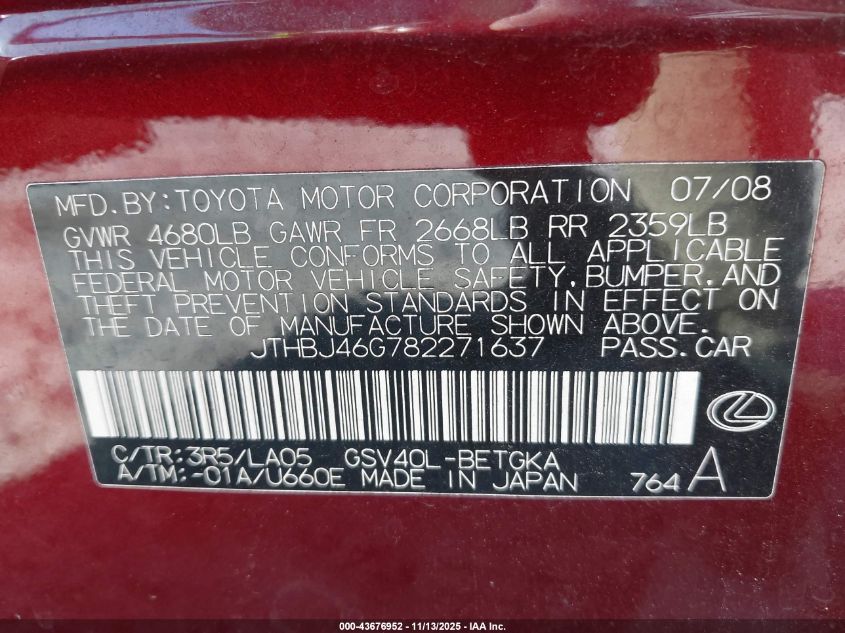 MFD. BY: TOYOTA MOTOR CORPORATION 07/08
GVWR 4680LB GAWR FR 2668LB RR 2359LB
THIS VEHICLE CONFORMS TO ALL APPLICABLE
FEDERAL MOTOR VEHICLE SAFETY, BUMPER, AND
THEFT PREVENTION STANDARDS IN EFFECT ON
THE DATE OF MANUFACTURE SHOWN ABOVE.
JTHBJ46G782271637 PASS. CAR
C/TR: 3R5/LA05 GSV40L-BETGKA
A/TM: -01A/U660E MADE IN JAPAN 764 A
000-43676952 - 11/13/2025 - IAA Inc.